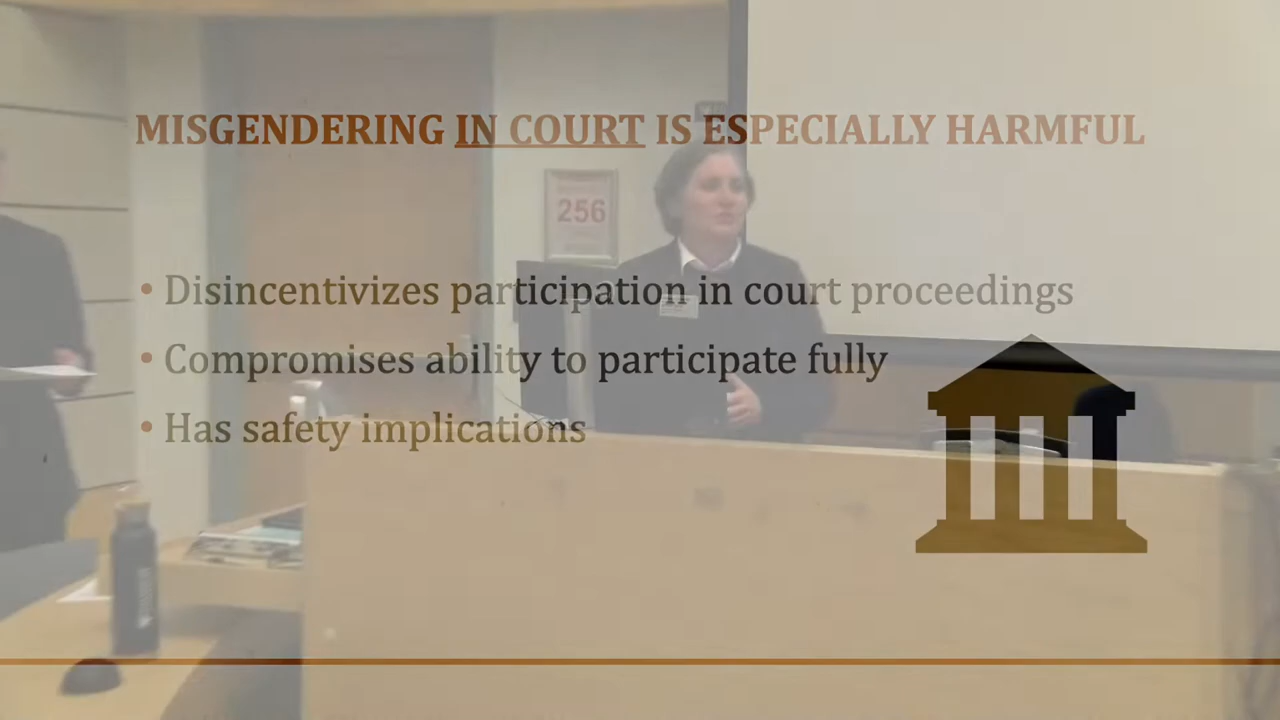 MISGENDERING IN COURT IS ESPECIALLY HARMFUL
256
• Disincentivizes participation in court proceedings
• Compromises ability to participate fully
• Has safety implications